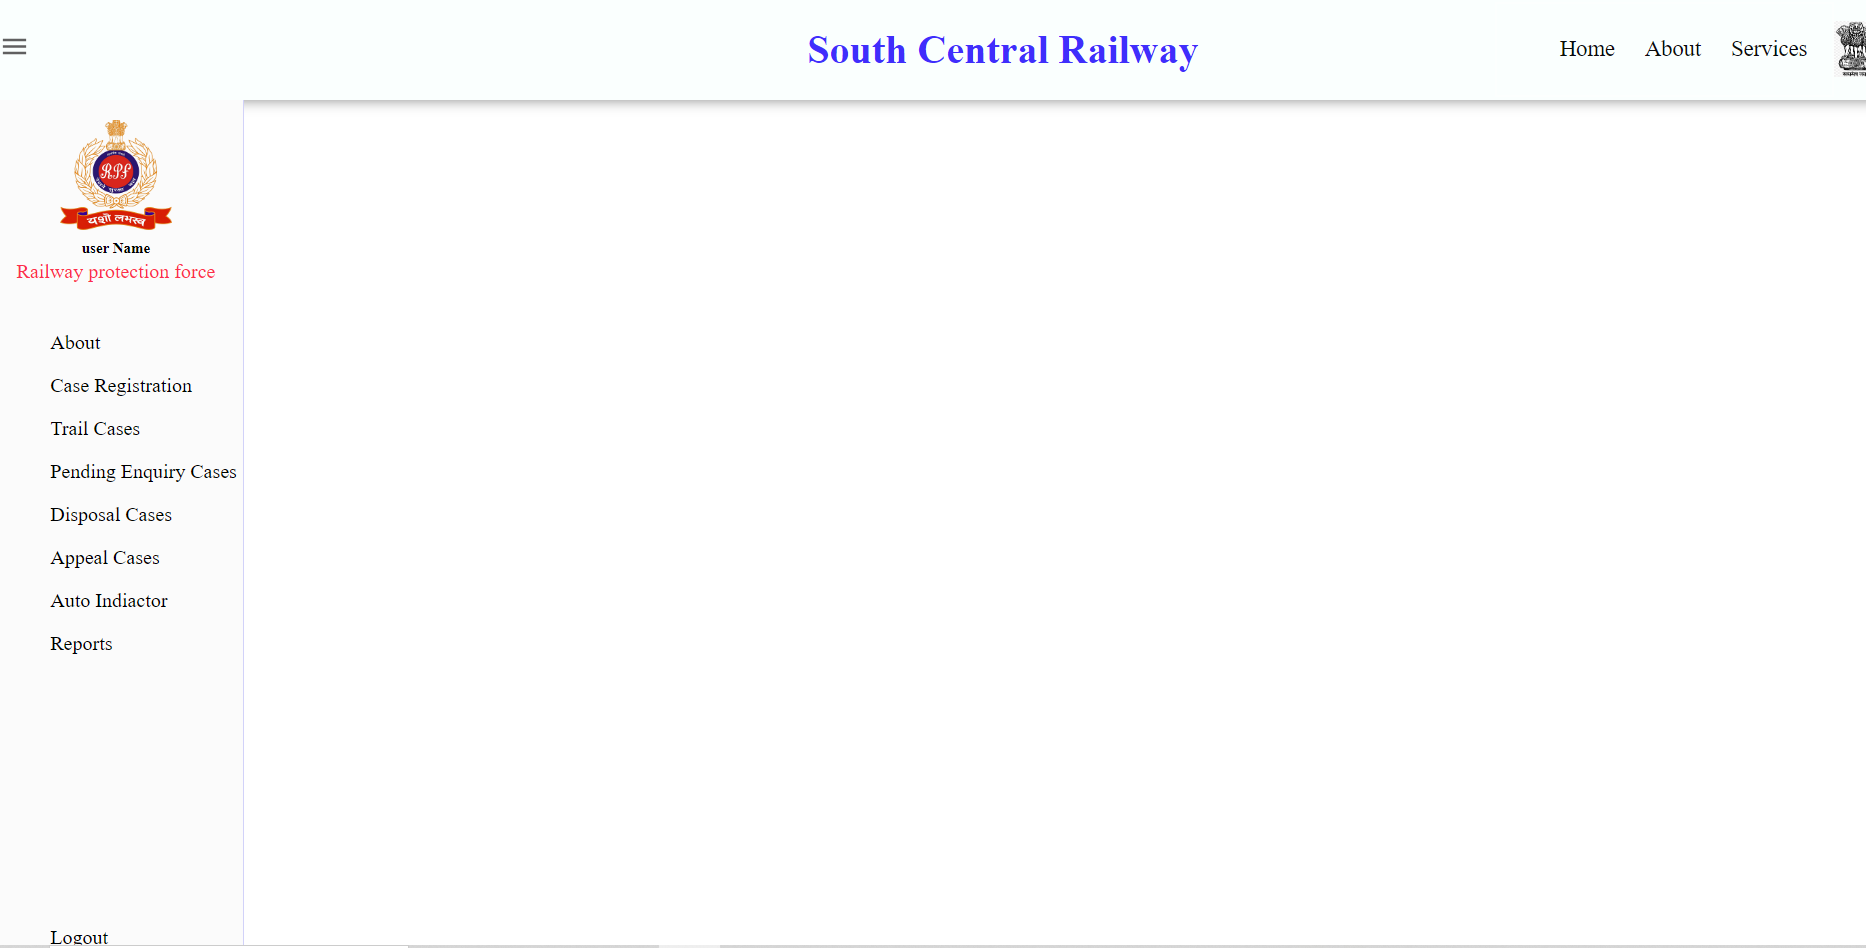 South Central Railway
Home About Services
RPF
यशो लभस्व
user Name
Railway protection force
About
Case Registration
Trail Cases
Pending Enquiry Cases
Disposal Cases
Appeal Cases
Auto Indiactor
Reports
Logout